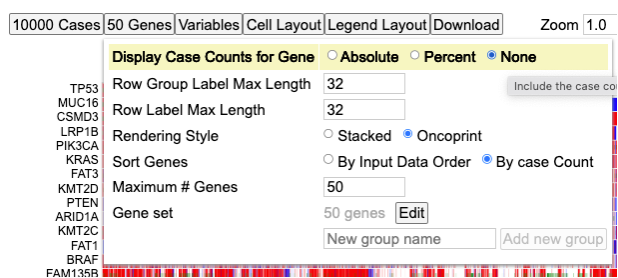 10000 Cases 50 Genes Variables Cell Layout Legend Layout Download Zoom 1.0
Display Case Counts for Gene Absolute Percent None
Row Group Label Max Length 32
Include the case
Row Label Max Length 32
Rendering Style Stacked Oncoprint
Sort Genes By Input Data Order By case Count
Maximum # Genes 50
Gene set 50 genes Edit
New group name Add new group
TP53
MUC16
CSMD3
LRP1B
PIK3CA
KRAS
FAT3
KMT2D
PTEN
ARID1A
KMT2C
FAT1
BRAF
FAM135B